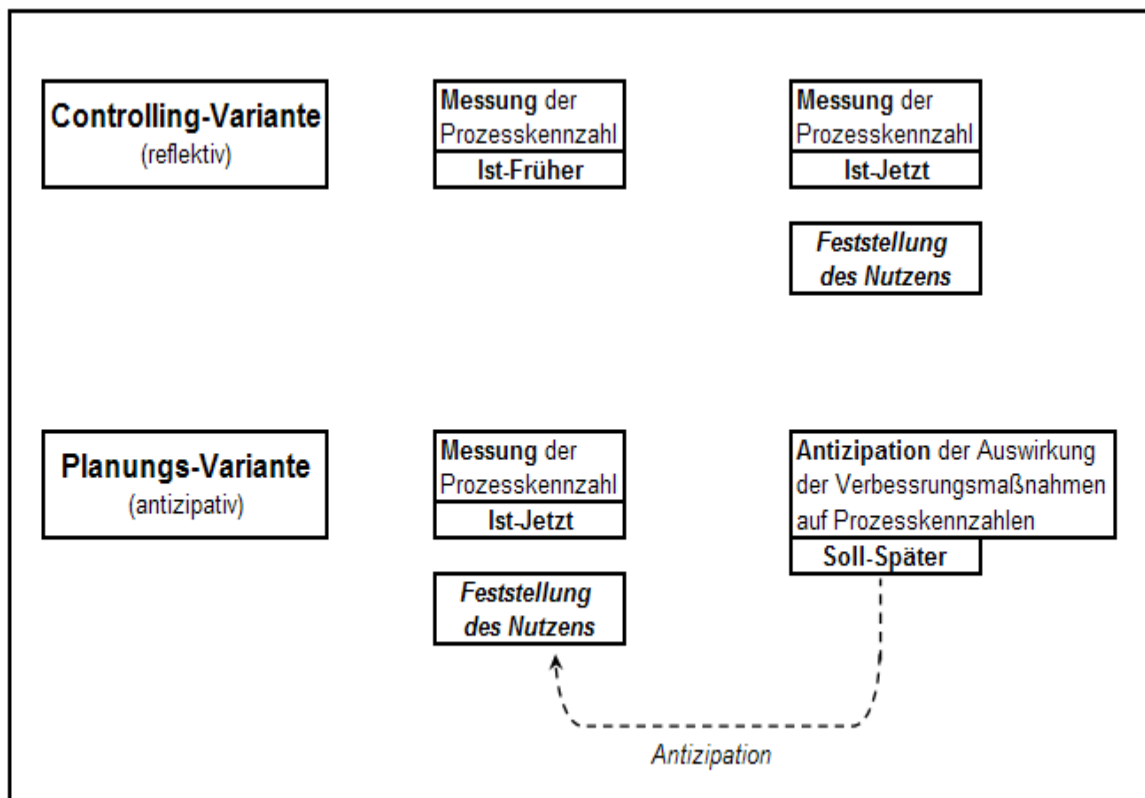 Controlling-Variante
(reflektiv)
Messung der
Prozesskennzahl
Ist-Früher
Messung der
Prozesskennzahl
Ist-Jetzt
Feststellung
des Nutzens
Planungs-Variante
(antizipativ)
Messung der
Prozesskennzahl
Ist-Jetzt
Feststellung
des Nutzens
Antizipation der Auswirkung
der Verbessrungsmaßnahmen
auf Prozesskennzahlen
Soll-Später
Antizipation